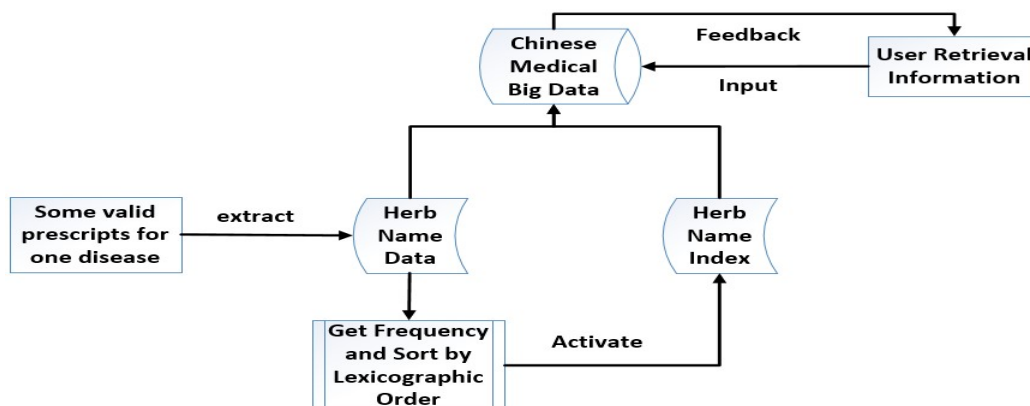 Chinese
Medical
Big Data
Feedback
Input
User Retrieval
Information
Some valid
prescripts for
one disease
extract
Herb
Name
Data
Herb
Name
Index
Get Frequency
and Sort by
Lexicographic
Order
Activate